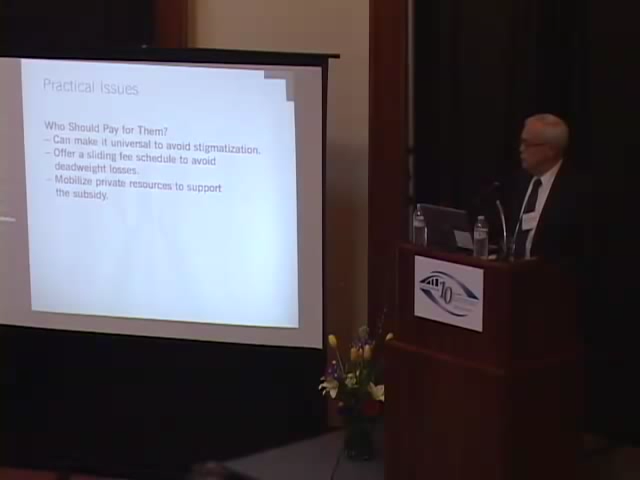 Practical Issues
Who Should Pay for Them?
– Can make it universal to avoid stigmatization.
– Offer a sliding fee schedule to avoid
deadweight losses.
– Mobilize private resources to support
the subsidy.
10